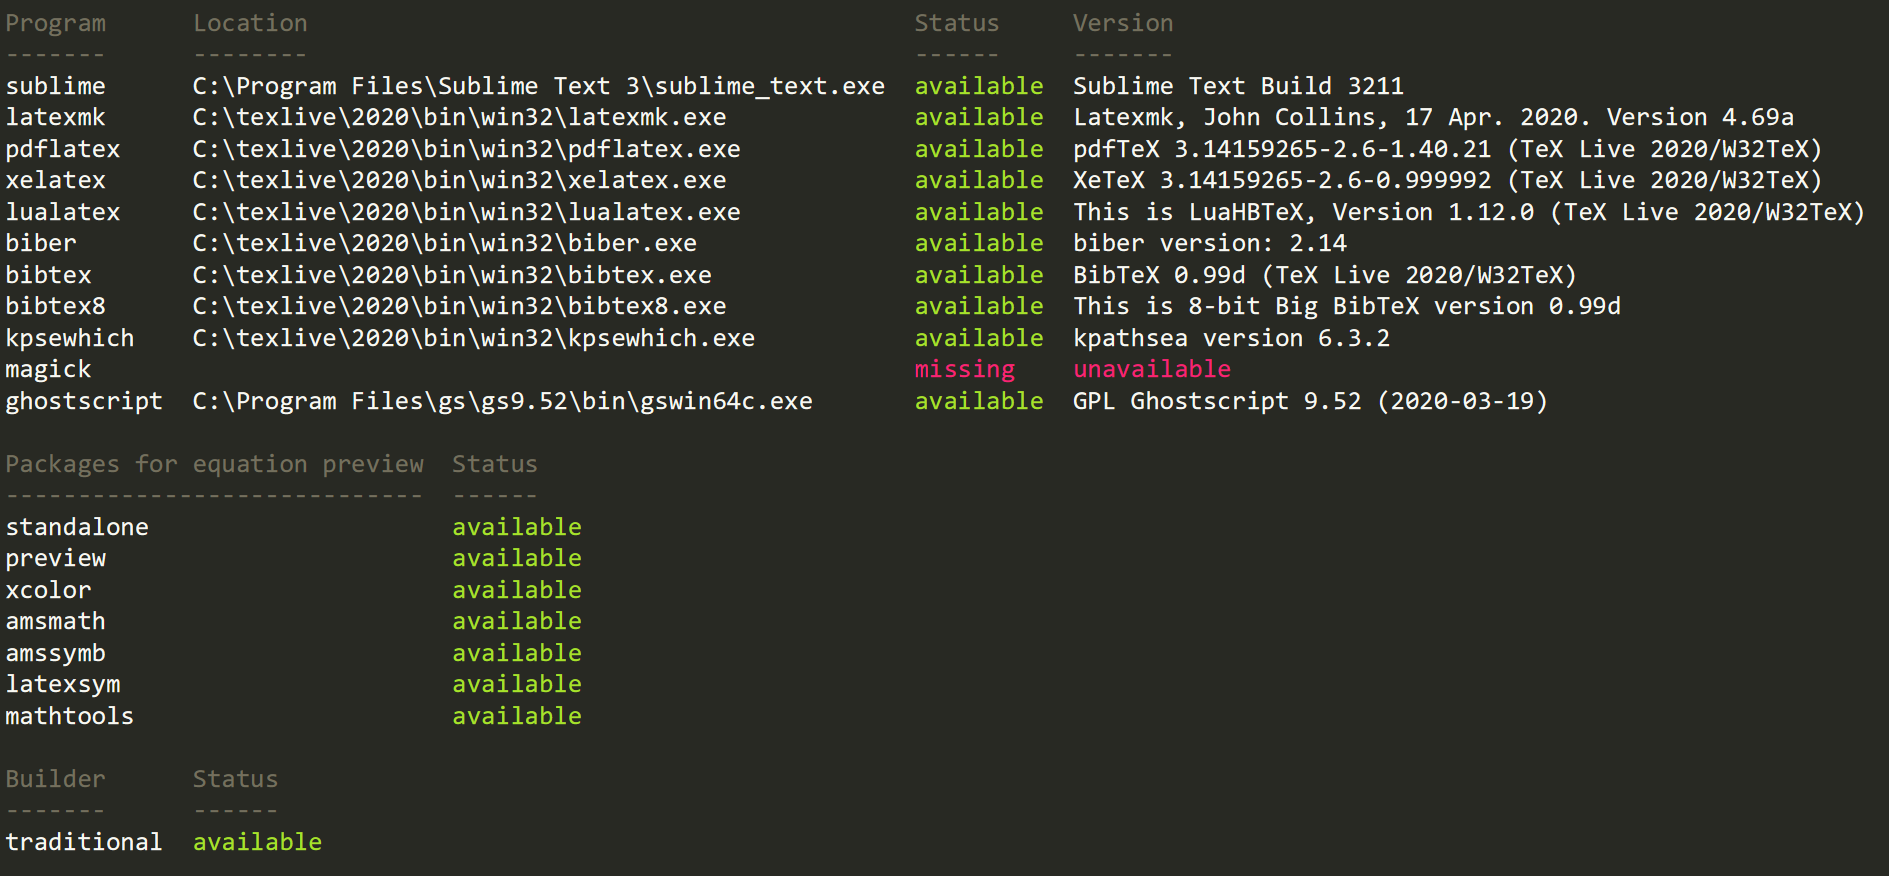 Program      Location                                          Status     Version
-------      --------                                          ------     -------
sublime      C:\Program Files\Sublime Text 3\sublime_text.exe  available  Sublime Text Build 3211
latexmk      C:\texlive\2020\bin\win32\latexmk.exe             available  Latexmk, John Collins, 17 Apr. 2020. Version 4.69a
pdflatex     C:\texlive\2020\bin\win32\pdflatex.exe            available  pdfTeX 3.14159265-2.6-1.40.21 (TeX Live 2020/W32TeX)
xelatex      C:\texlive\2020\bin\win32\xelatex.exe             available  XeTeX 3.14159265-2.6-0.999992 (TeX Live 2020/W32TeX)
lualatex     C:\texlive\2020\bin\win32\lualatex.exe            available  This is LuaHBTeX, Version 1.12.0 (TeX Live 2020/W32TeX)
biber        C:\texlive\2020\bin\win32\biber.exe               available  biber version: 2.14
bibtex       C:\texlive\2020\bin\win32\bibtex.exe              available  BibTeX 0.99d (TeX Live 2020/W32TeX)
bibtex8      C:\texlive\2020\bin\win32\bibtex8.exe             available  This is 8-bit Big BibTeX version 0.99d
kpsewhich    C:\texlive\2020\bin\win32\kpsewhich.exe           available  kpathsea version 6.3.2
magick                                                         missing    unavailable
ghostscript  C:\Program Files\gs\gs9.52\bin\gswin64c.exe       available  GPL Ghostscript 9.52 (2020-03-19)

Packages for equation preview  Status
-----------------------------  ------
standalone                     available
preview                        available
xcolor                         available
amsmath                        available
amssymb                        available
latexsym                       available
mathtools                      available

Builder      Status
-------      ------
traditional  available